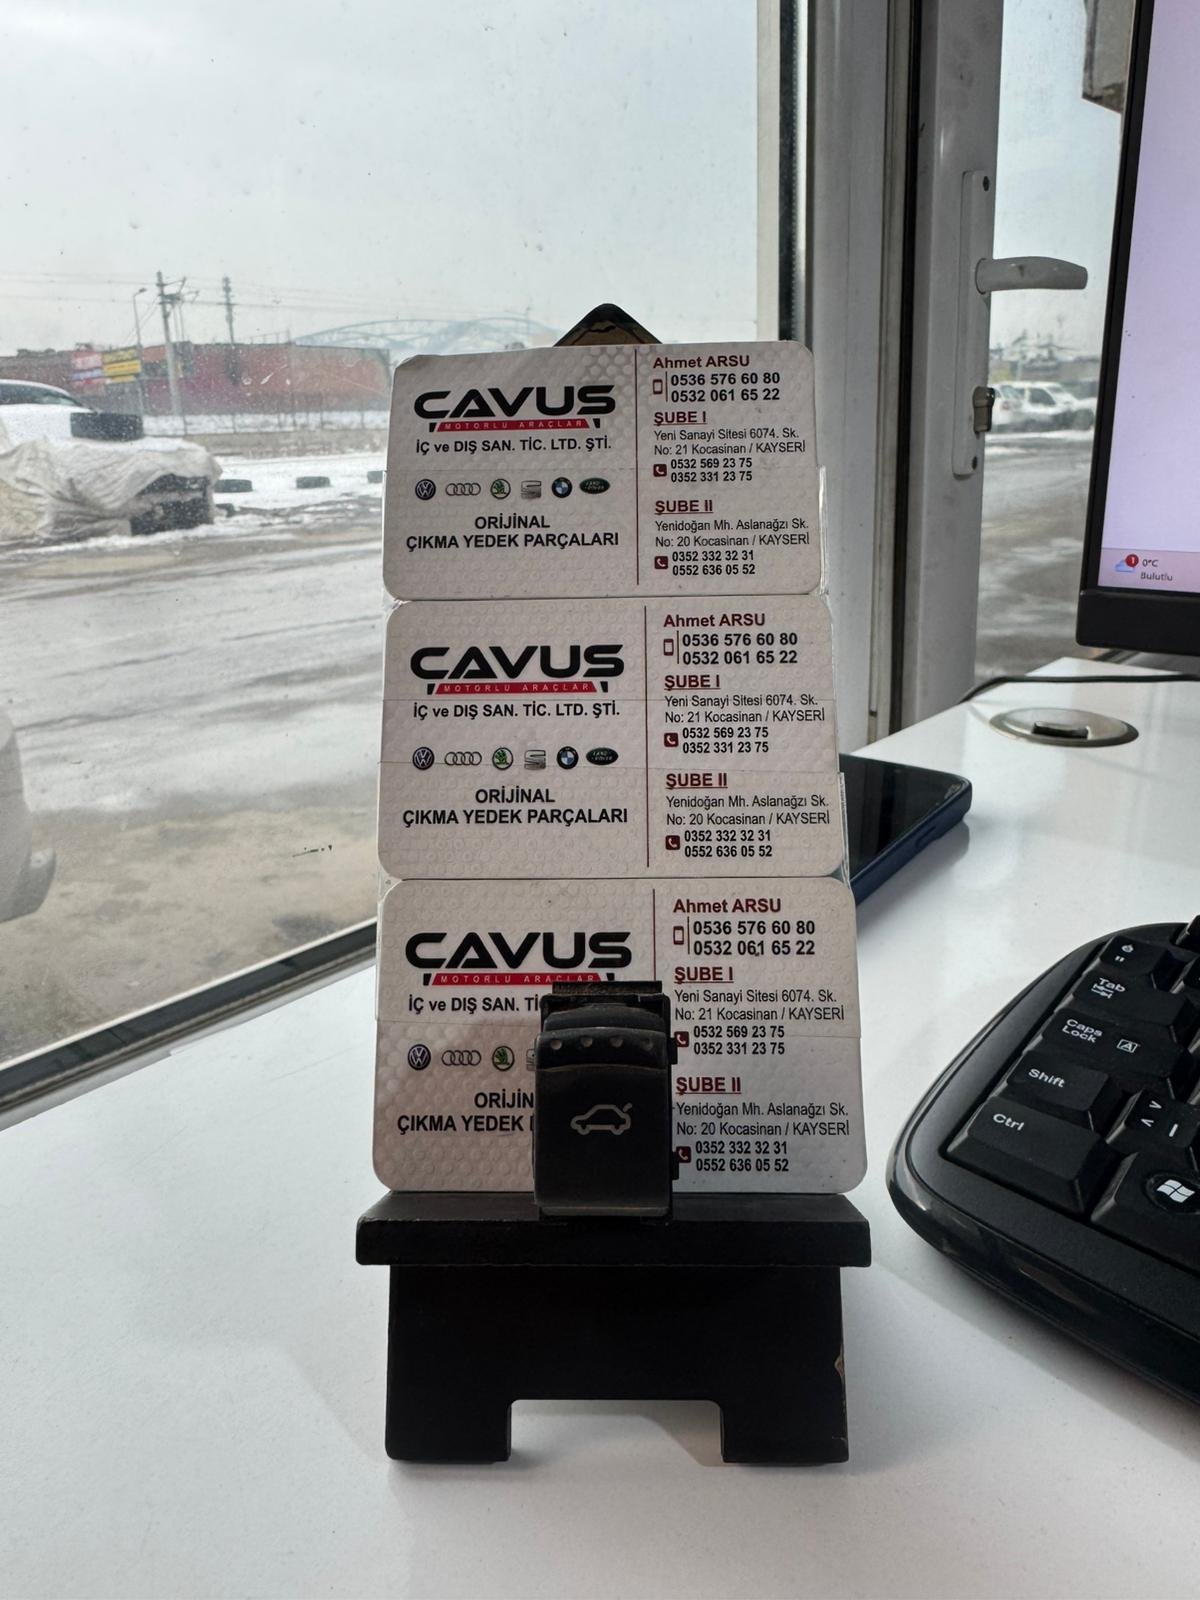 CAVUS
MOTORLU ARAÇLAR
İÇ ve DIŞ SAN. TİC. LTD. ŞTİ.
ORİJİNAL
ÇIKMA YEDEK PARÇALARI
Ahmet ARSU
0536 576 60 80
0532 061 65 22
ŞUBE I
Yeni Sanayi Sitesi 6074. Sk.
No: 21 Kocasinan / KAYSERİ
0532 569 23 75
0352 331 23 75
ŞUBE II
Yenidoğan Mh. Aslanağzı Sk.
No: 20 Kocasinan / KAYSERİ
0352 332 32 31
0552 636 05 52
CAVUS
MOTORLU ARAÇLAR
İÇ ve DIŞ SAN. TİC. LTD. ŞTİ.
ORİJİNAL
ÇIKMA YEDEK PARÇALARI
Ahmet ARSU
0536 576 60 80
0532 061 65 22
ŞUBE I
Yeni Sanayi Sitesi 6074. Sk.
No: 21 Kocasinan / KAYSERİ
0532 569 23 75
0352 331 23 75
ŞUBE II
Yenidoğan Mh. Aslanağzı Sk.
No: 20 Kocasinan / KAYSERİ
0352 332 32 31
0552 636 05 52
CAVUS
MOTORLU ARAÇLAR
İÇ ve DIŞ SAN. Tİ
ORİJİN
ÇIKMA YEDEK
Ahmet ARSU
0536 576 60 80
0532 061 65 22
ŞUBE I
Yeni Sanayi Sitesi 6074. Sk.
No: 21 Kocasinan / KAYSERİ
0532 569 23 75
0352 331 23 75
ŞUBE II
Yenidoğan Mh. Aslanağzı Sk.
No: 20 Kocasinan / KAYSERİ
0352 332 32 31
0552 636 05 52
1
0°C
Bulutlu
Tab
Caps
Lock
A
Shift
Ctrl